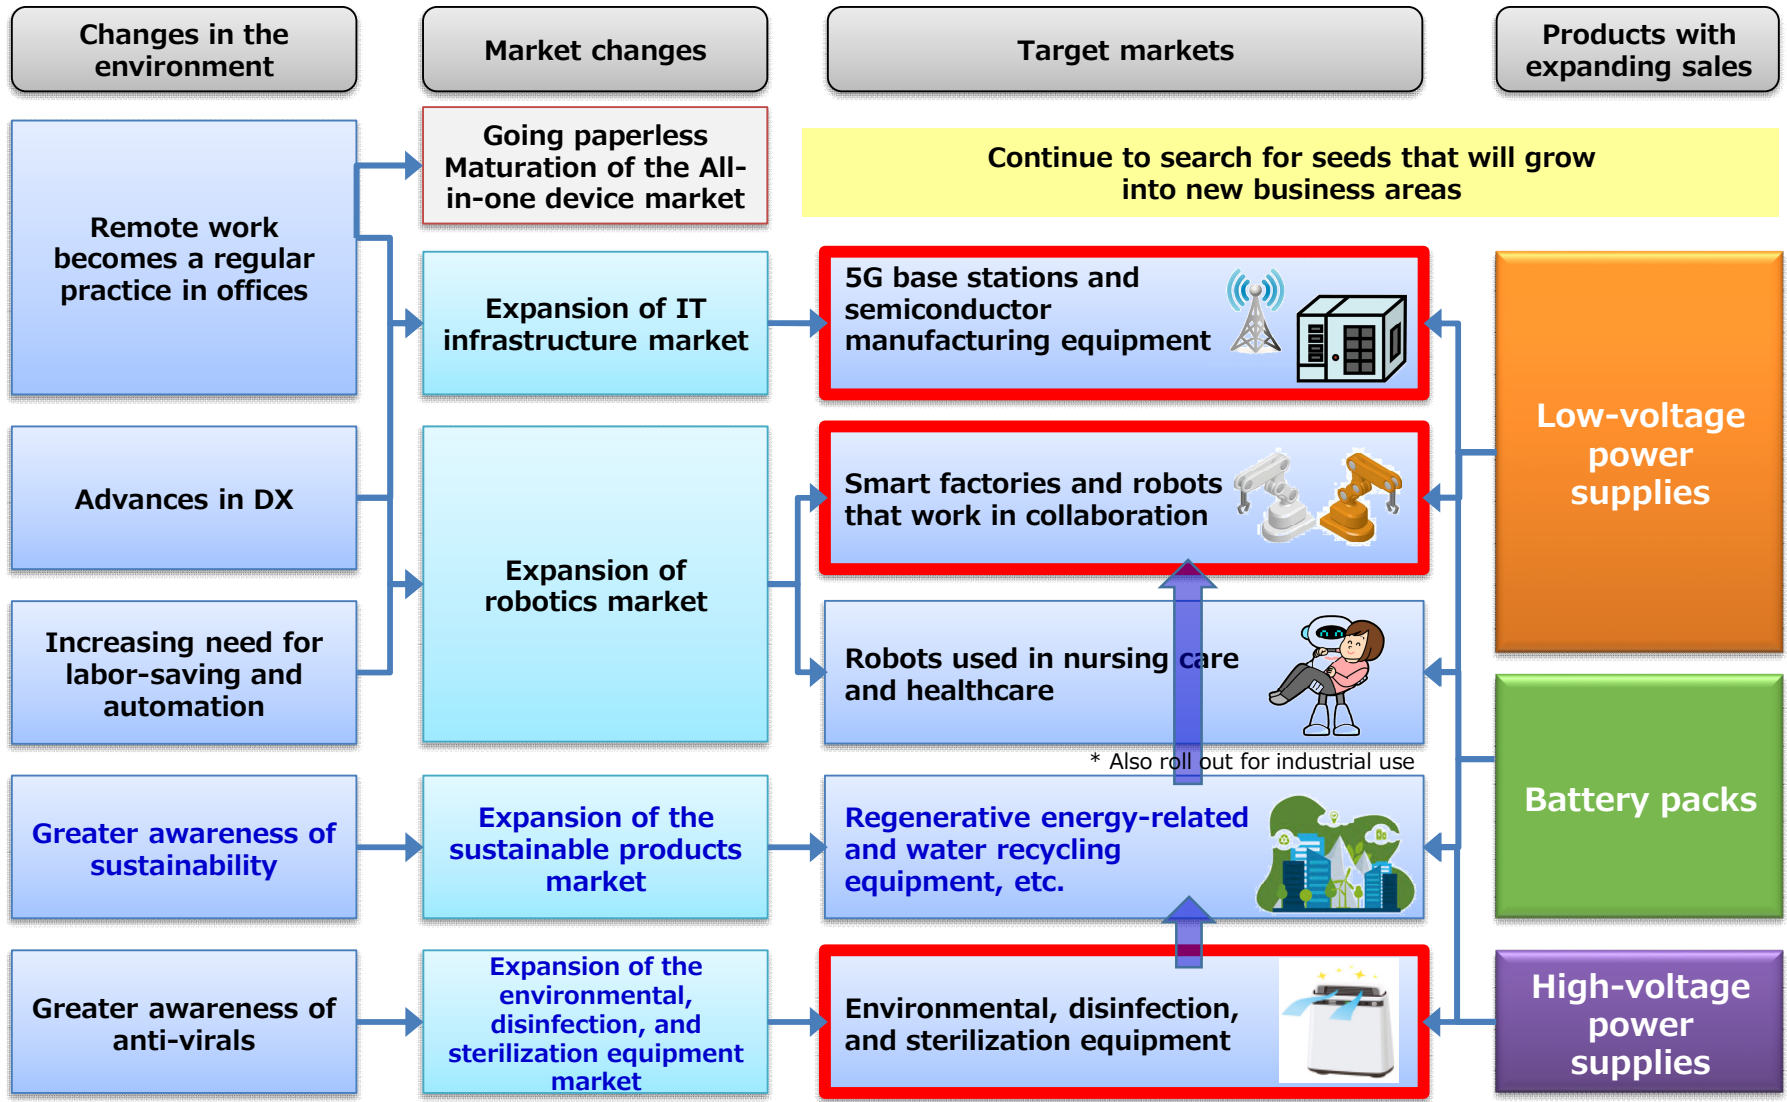 Changes in the
environment
Market changes
Target markets
Products with
expanding sales
Remote work
becomes a regular
practice in offices
Going paperless
Maturation of the All-
in-one device market
Continue to search for seeds that will grow
into new business areas
Expansion of IT
infrastructure market
5G base stations and
semiconductor
manufacturing equipment
Low-voltage
power
supplies
Advances in DX
Expansion of
robotics market
Smart factories and robots
that work in collaboration
Increasing need for
labor-saving and
automation
Robots used in nursing care
and healthcare
* Also roll out for industrial use
Battery packs
Greater awareness of
sustainability
Expansion of the
sustainable products
market
Regenerative energy-related
and water recycling
equipment, etc.
Greater awareness of
anti-virals
Expansion of the
environmental,
disinfection, and
sterilization equipment
market
Environmental, disinfection,
and sterilization equipment
High-voltage
power
supplies